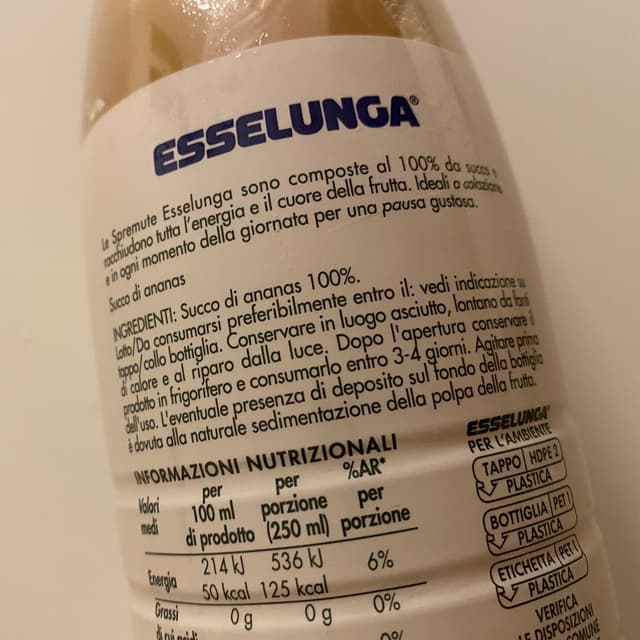 ESSELUNGA®
Le Spremute Esselunga sono composte al 100% da succo e
racchiudono tutta l'energia e il cuore della frutta. Ideali a colazione
e in ogni momento della giornata per una pausa gustosa.
Succo di ananas
INGREDIENTI: Succo di ananas 100%.
Lotto/Da consumarsi preferibilmente entro il: vedi indicazione su
tappo/collo bottiglia. Conservare in luogo asciutto, lontano da fonti
di calore e al riparo dalla luce. Dopo l'apertura conservare il
prodotto in frigorifero e consumarlo entro 3-4 giorni. Agitare prima
dell'uso. L'eventuale presenza di deposito sul fondo della bottiglia
è dovuta alla naturale sedimentazione della polpa della frutta.
INFORMAZIONI NUTRIZIONALI
Valori medi
per 100 ml di prodotto
per porzione (250 ml)
%AR* per porzione
Energia 214 kJ 536 kJ 6%
50 kcal 125 kcal
Grassi 0 g 0 g 0%
di cui acidi 0%
ESSELUNGA®
PER L'AMBIENTE
TAPPO HDPE 2
PLASTICA
BOTTIGLIA PET 1
PLASTICA
ETICHETTA PET 1
PLASTICA
VERIFICA
LE DISPOSIZIONI
COMUNE